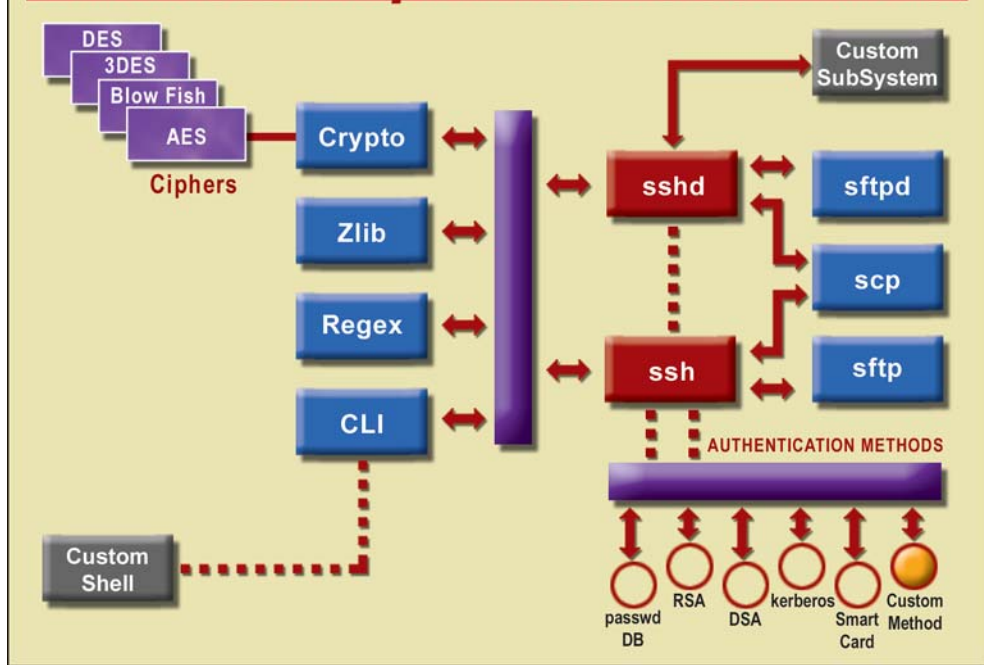 DES
3DES
Blow Fish
AES
Ciphers
Crypto
Zlib
Regex
CLI
Custom
Shell
Custom
SubSystem
sshd
sftpd
scp
ssh
sftp
AUTHENTICATION METHODS
passwd
DB
RSA
DSA
kerberos
Smart
Card
Custom
Method